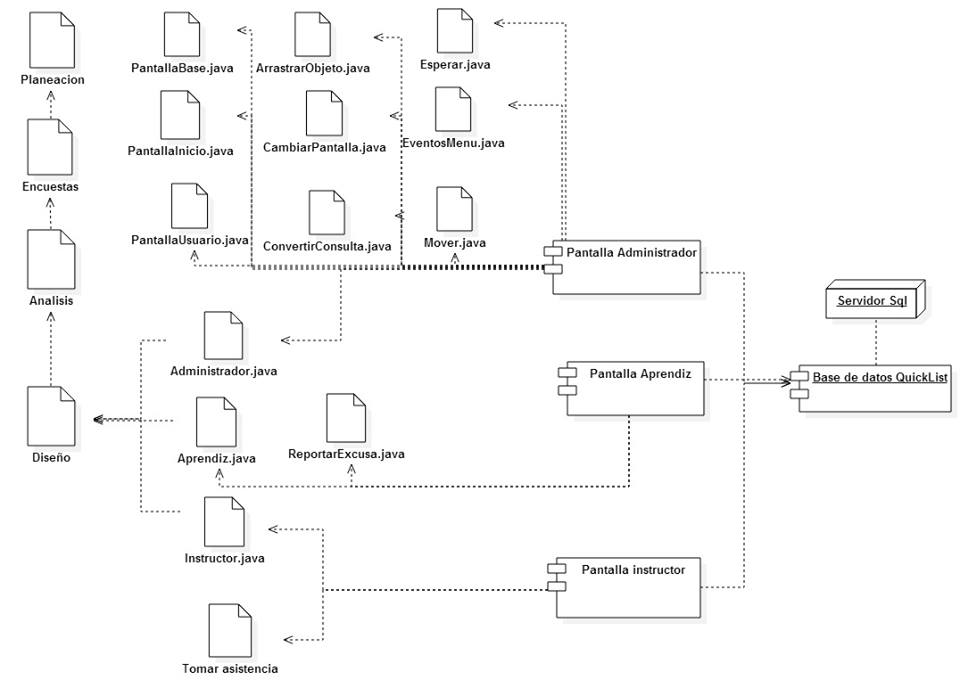 Planeacion
PantallaBase.java
ArrastrarObjeto.java
Esperar.java
PantallaInicio.java
CambiarPantalla.java
EventosMenu.java
Encuestas
PantallaUsuario.java
ConvertirConsulta.java
Mover.java
Pantalla Administrador
Analisis
Servidor Sql
Administrador.java
Pantalla Aprendiz
Base de datos QuickList
Diseño
Aprendiz.java
ReportarExcusa.java
Instructor.java
Pantalla instructor
Tomar asistencia